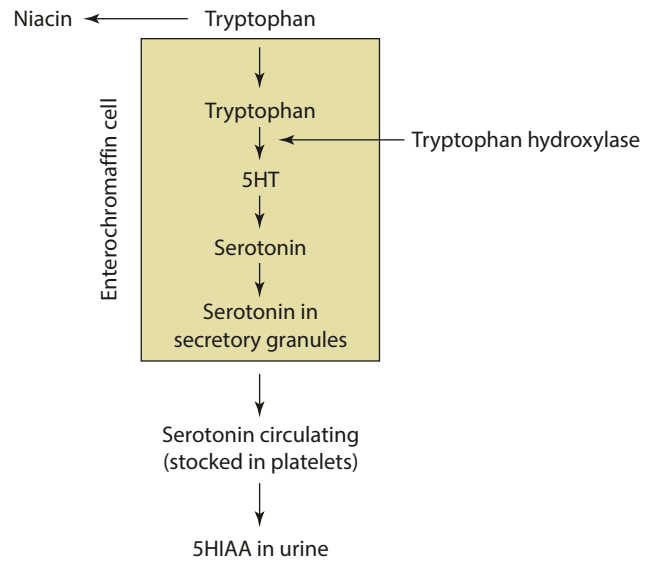 Niacin
Tryptophan
Enterochromaffin cell
Tryptophan
Tryptophan hydroxylase
5HT
Serotonin
Serotonin in
secretory granules
Serotonin circulating
(stocked in platelets)
5HIAA in urine